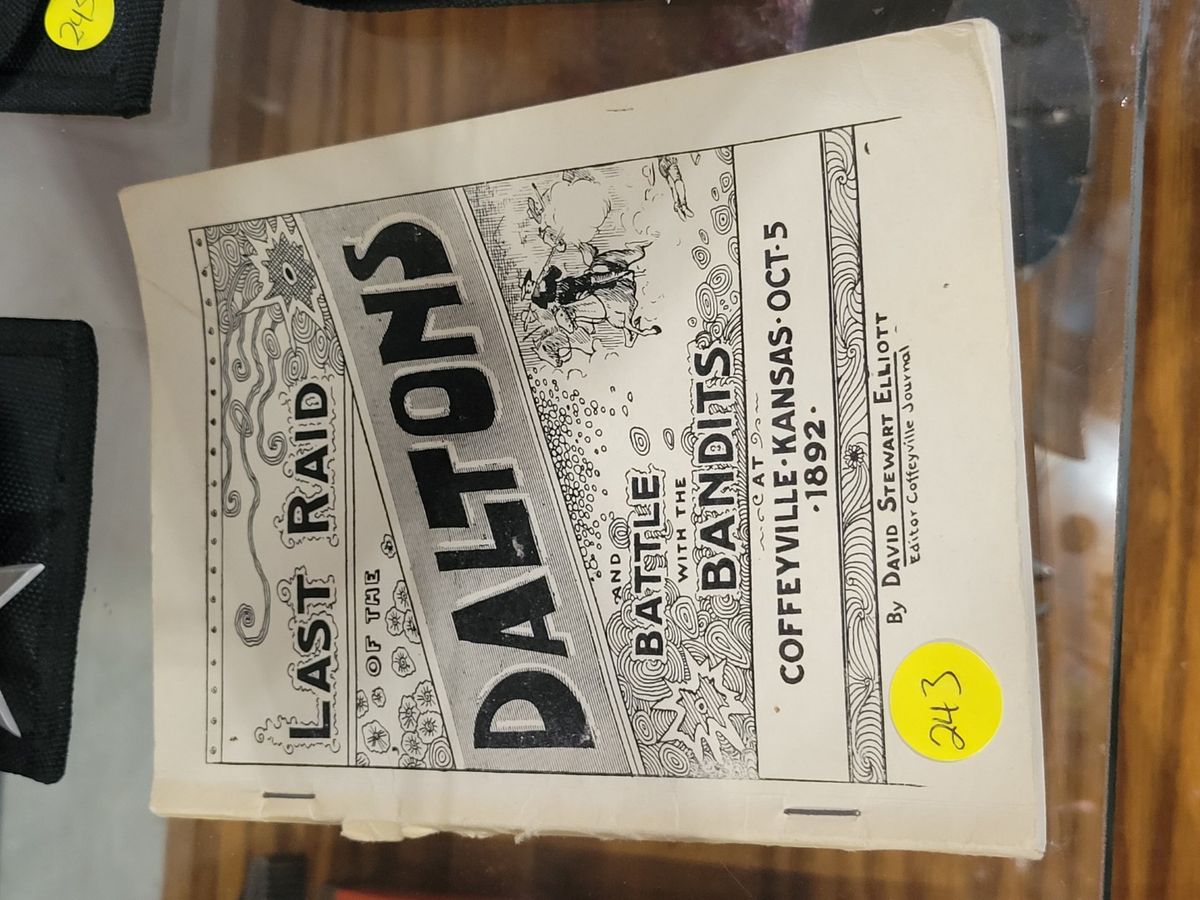 LAST RAID
OF THE
DALTONS
AND
BATTLE
WITH THE
BANDITS
AT
COFFEYVILLE·KANSAS·OCT·5
·1892·
By DAVID STEWART ELLIOTT
Editor Coffeyville Journal
243
245